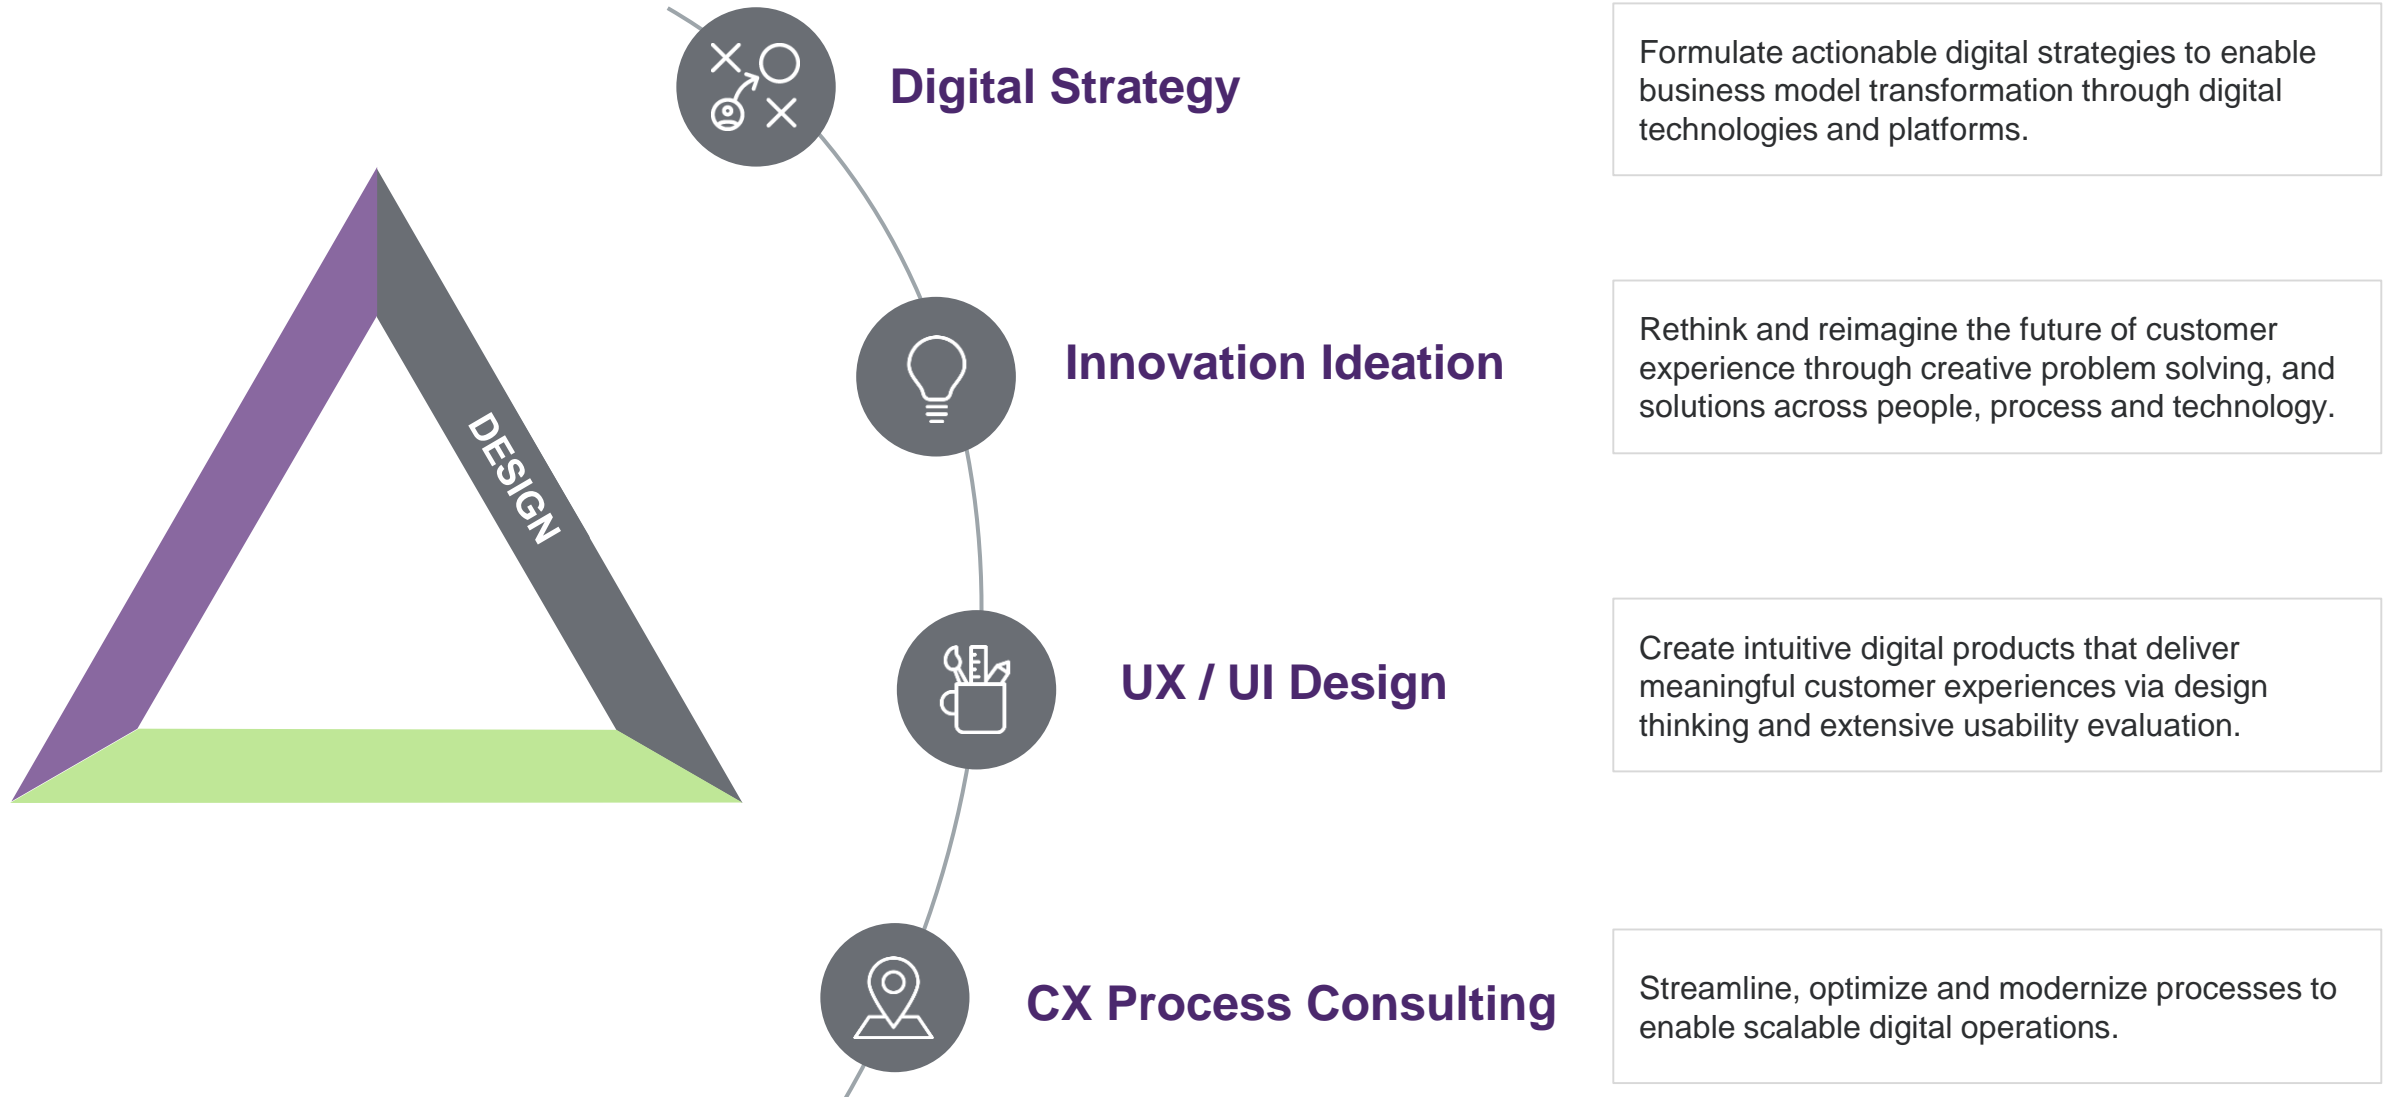 Digital Strategy
Formulate actionable digital strategies to enable
business model transformation through digital
technologies and platforms.
DESIGN
Innovation Ideation
Rethink and reimagine the future of customer
experience through creative problem solving, and
solutions across people, process and technology.
UX / UI Design
Create intuitive digital products that deliver
meaningful customer experiences via design
thinking and extensive usability evaluation.
CX Process Consulting
Streamline, optimize and modernize processes to
enable scalable digital operations.